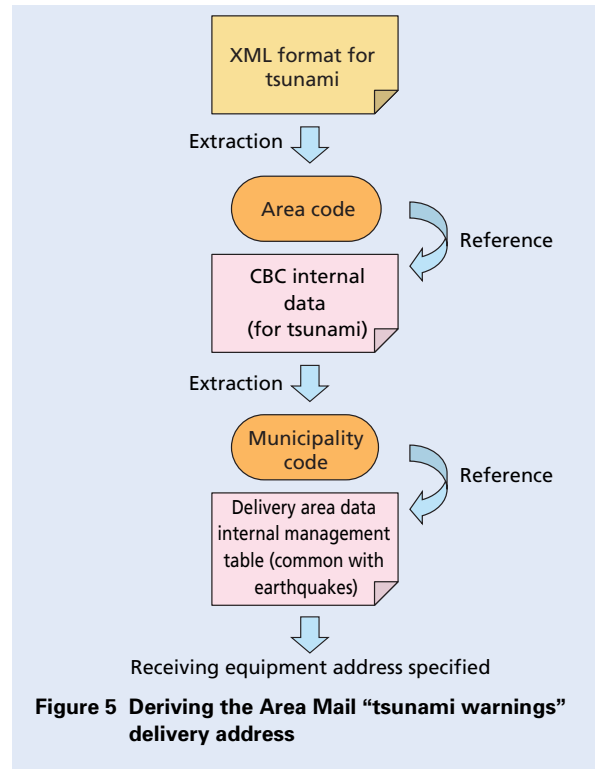 XML format for
tsunami
Extraction
Area code
Reference
CBC internal
data
(for tsunami)
Extraction
Municipality
code
Reference
Delivery area data
internal management
table (common with
earthquakes)
Receiving equipment address specified
Figure 5 Deriving the Area Mail “tsunami warnings”
delivery address